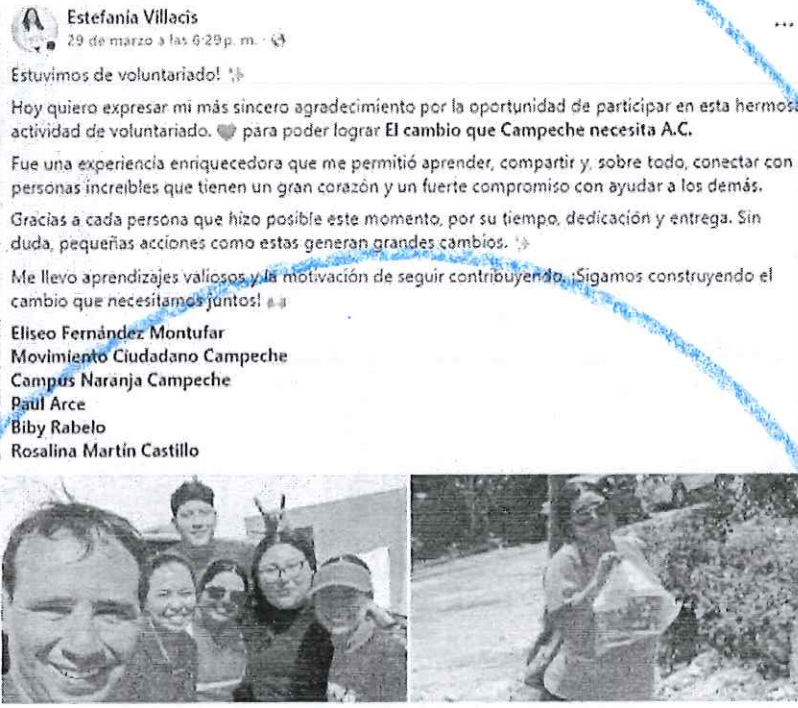 Estefanía Villacis
29 de marzo a las 6:29 p. m. ·
Estuvimos de voluntariado!
Hoy quiero expresar mi más sincero agradecimiento por la oportunidad de participar en esta hermosa
actividad de voluntariado. para poder lograr El cambio que Campeche necesita A.C.
Fue una experiencia enriquecedora que me permitió aprender, compartir y, sobre todo, conectar con
personas increíbles que tienen un gran corazón y un fuerte compromiso con ayudar a los demás.
Gracias a cada persona que hizo posible este momento, por su tiempo, dedicación y entrega. Sin
duda, pequeñas acciones como estas generan grandes cambios.
Me llevo aprendizajes valiosos y la motivación de seguir contribuyendo. ¡Sigamos construyendo el
cambio que necesitamos juntos!
Eliseo Fernández Montufar
Movimiento Ciudadano Campeche
Campus Naranja Campeche
Paul Arce
Biby Rabelo
Rosalina Martín Castillo